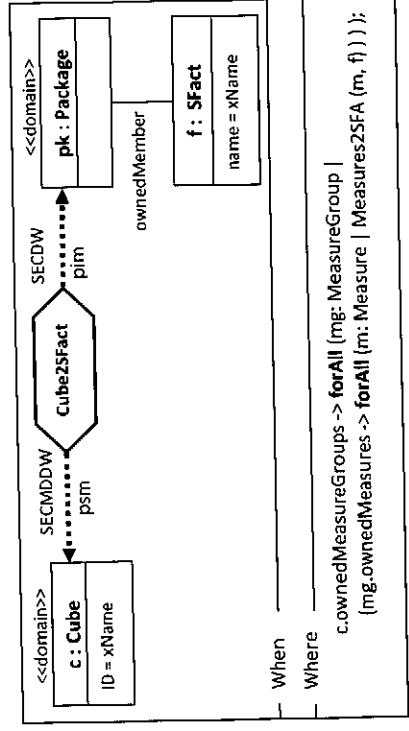 <<domain>>
c : Cube
ID = xName
SECMDDW
psm
Cube2SFact
SECDW
pim
<<domain>>
pk : Package
ownedMember
f : SFact
name = xName
When
Where
c.ownedMeasureGroups -> forAll (mg: MeasureGroup |
(mg.ownedMeasures -> forAll (m: Measure | Measures2SFA (m, f) ) ) );